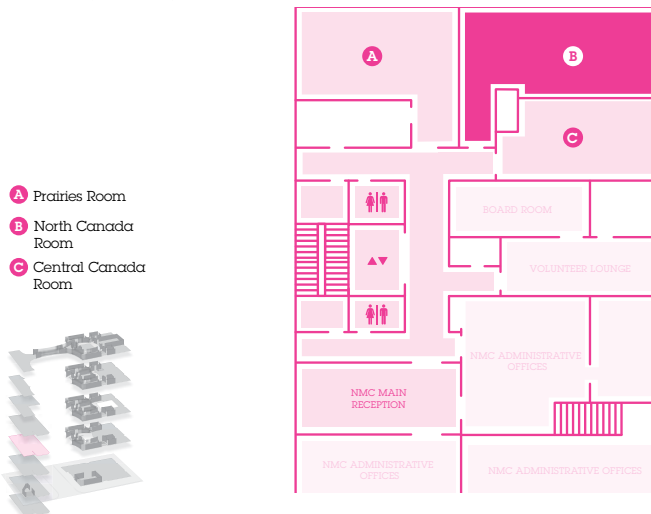 A Prairies Room
B North Canada
Room
C Central Canada
Room
A
B
C
BOARD ROOM
VOLUNTEER LOUNGE
NMC ADMINISTRATIVE
OFFICES
NMC MAIN
RECEPTION
NMC ADMINISTRATIVE
OFFICES
NMC ADMINISTRATIVE OFFICES